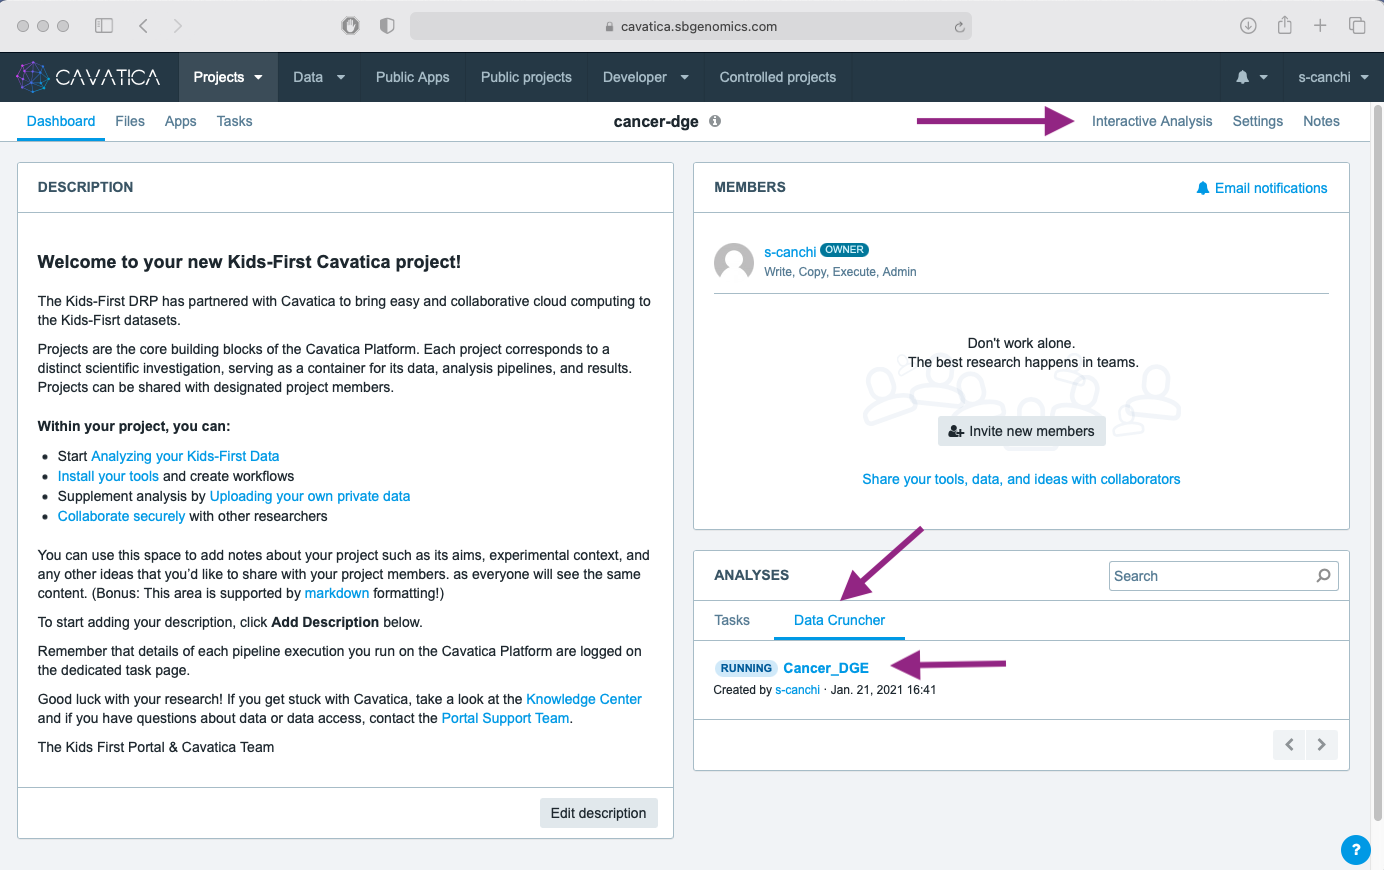 cavatica.sbgenomics.com
CAVATICA
Projects
Data
Public Apps
Public projects
Developer
Controlled projects
s-canchi
Dashboard
Files
Apps
Tasks
cancer-dge
Interactive Analysis
Settings
Notes
DESCRIPTION
Welcome to your new Kids-First Cavatica project!
The Kids-First DRP has partnered with Cavatica to bring easy and collaborative cloud computing to
the Kids-Fisrt datasets.
Projects are the core building blocks of the Cavatica Platform. Each project corresponds to a
distinct scientific investigation, serving as a container for its data, analysis pipelines, and results.
Projects can be shared with designated project members.
Within your project, you can:
• Start Analyzing your Kids-First Data
• Install your tools and create workflows
• Supplement analysis by Uploading your own private data
• Collaborate securely with other researchers
You can use this space to add notes about your project such as its aims, experimental context, and
any other ideas that you'd like to share with your project members. as everyone will see the same
content. (Bonus: This area is supported by markdown formatting!)
To start adding your description, click Add Description below.
Remember that details of each pipeline execution you run on the Cavatica Platform are logged on
the dedicated task page.
Good luck with your research! If you get stuck with Cavatica, take a look at the Knowledge Center
and if you have questions about data or data access, contact the Portal Support Team.
The Kids First Portal & Cavatica Team
Edit description
MEMBERS
Email notifications
s-canchi OWNER
Write, Copy, Execute, Admin
Don't work alone.
The best research happens in teams.
Invite new members
Share your tools, data, and ideas with collaborators
ANALYSES
Search
Tasks
Data Cruncher
RUNNING Cancer_DGE
Created by s-canchi · Jan. 21, 2021 16:41
?